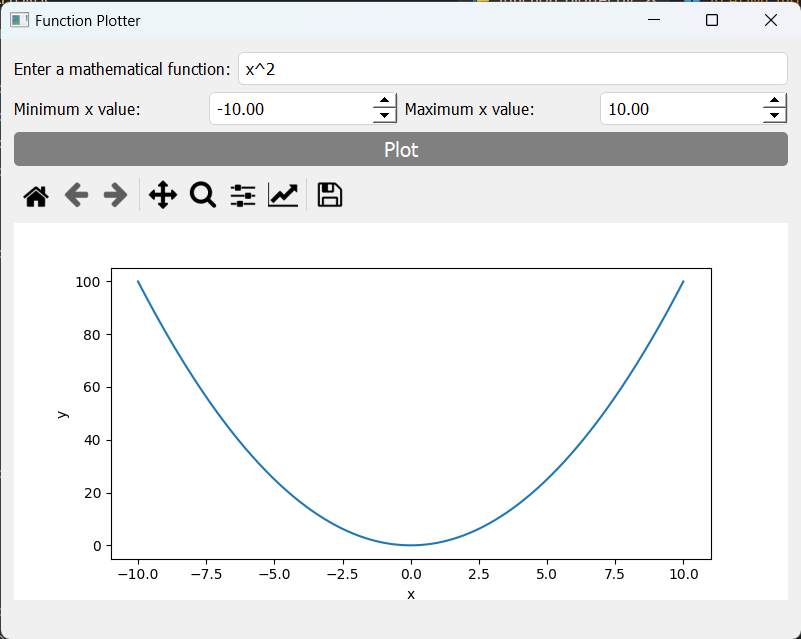 Function Plotter
Enter a mathematical function: x^2
Minimum x value: -10.00 Maximum x value: 10.00
Plot
100
80
60
40
20
0
y
−10.0 −7.5 −5.0 −2.5 0.0 2.5 5.0 7.5 10.0
x